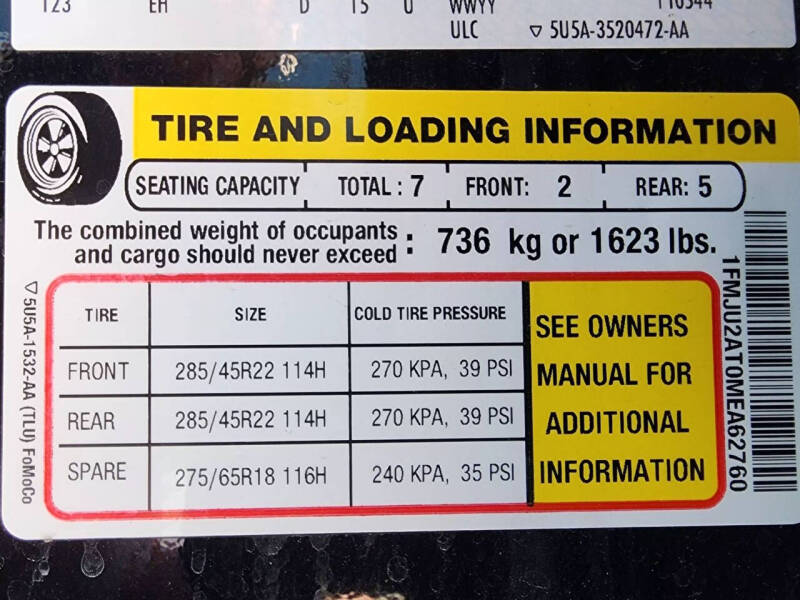 123 EH D 15 U WWYY
ULC ▽ 5U5A-3520472-AA
TIRE AND LOADING INFORMATION
SEATING CAPACITY TOTAL : 7 FRONT: 2 REAR: 5
The combined weight of occupants
and cargo should never exceed : 736 kg or 1623 lbs.
TIRE SIZE COLD TIRE PRESSURE
FRONT 285/45R22 114H 270 KPA, 39 PSI
REAR 285/45R22 114H 270 KPA, 39 PSI
SPARE 275/65R18 116H 240 KPA, 35 PSI
SEE OWNERS
MANUAL FOR
ADDITIONAL
INFORMATION
1FMJU2AT0MEA62760
▽5U5A-1532-AA (TLU) FoMoCo